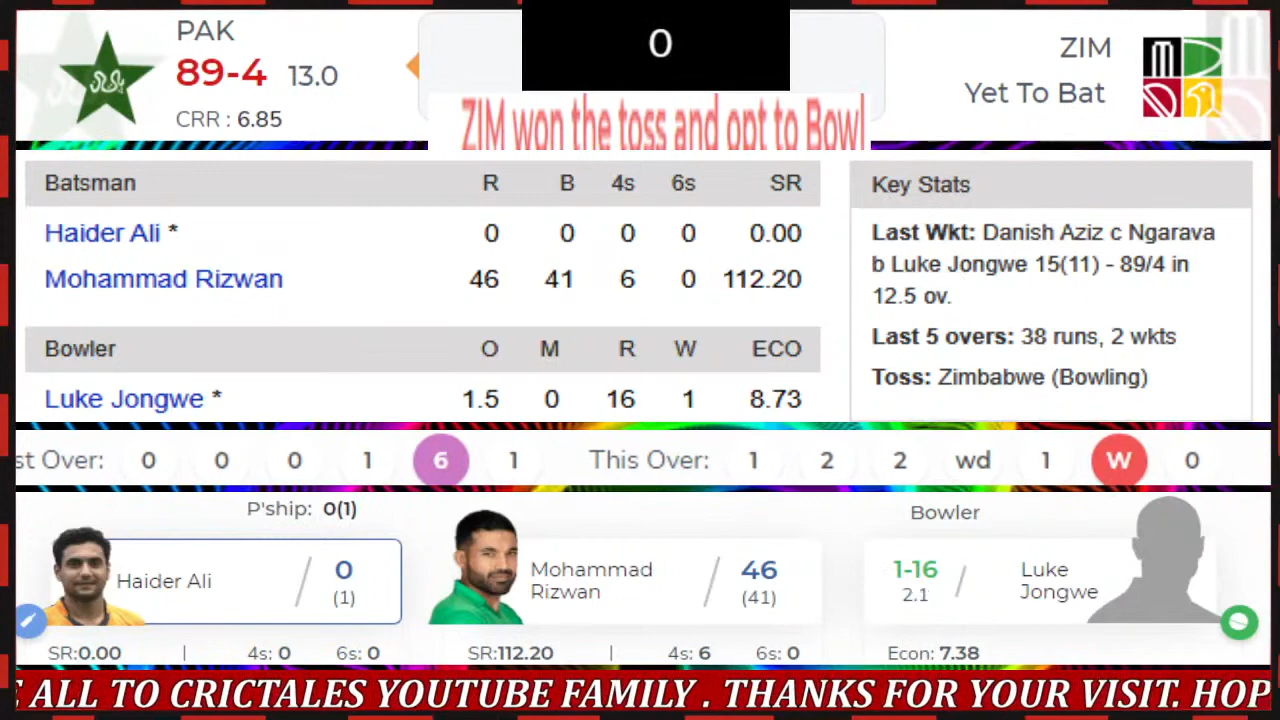 PAK
89-4 13.0
CRR : 6.85
0
ZIM won the toss and opt to Bowl
ZIM
Yet To Bat
Batsman R B 4s 6s SR
Haider Ali * 0 0 0 0 0.00
Mohammad Rizwan 46 41 6 0 112.20
Bowler O M R W ECO
Luke Jongwe * 1.5 0 16 1 8.73
Key Stats
Last Wkt: Danish Aziz c Ngarava
b Luke Jongwe 15(11) - 89/4 in
12.5 ov.
Last 5 overs: 38 runs, 2 wkts
Toss: Zimbabwe (Bowling)
st Over: 0 0 0 1 6 1 This Over: 1 2 2 wd 1 W 0
P'ship: 0(1)
Haider Ali / 0
(1)
SR:0.00 | 4s: 0 6s: 0
Mohammad
Rizwan / 46
(41)
SR:112.20 | 4s: 6 6s: 0
Bowler
1-16 / Luke
2.1 Jongwe
Econ: 7.38
E ALL TO CRICTALES YOUTUBE FAMILY . THANKS FOR YOUR VISIT. HOP